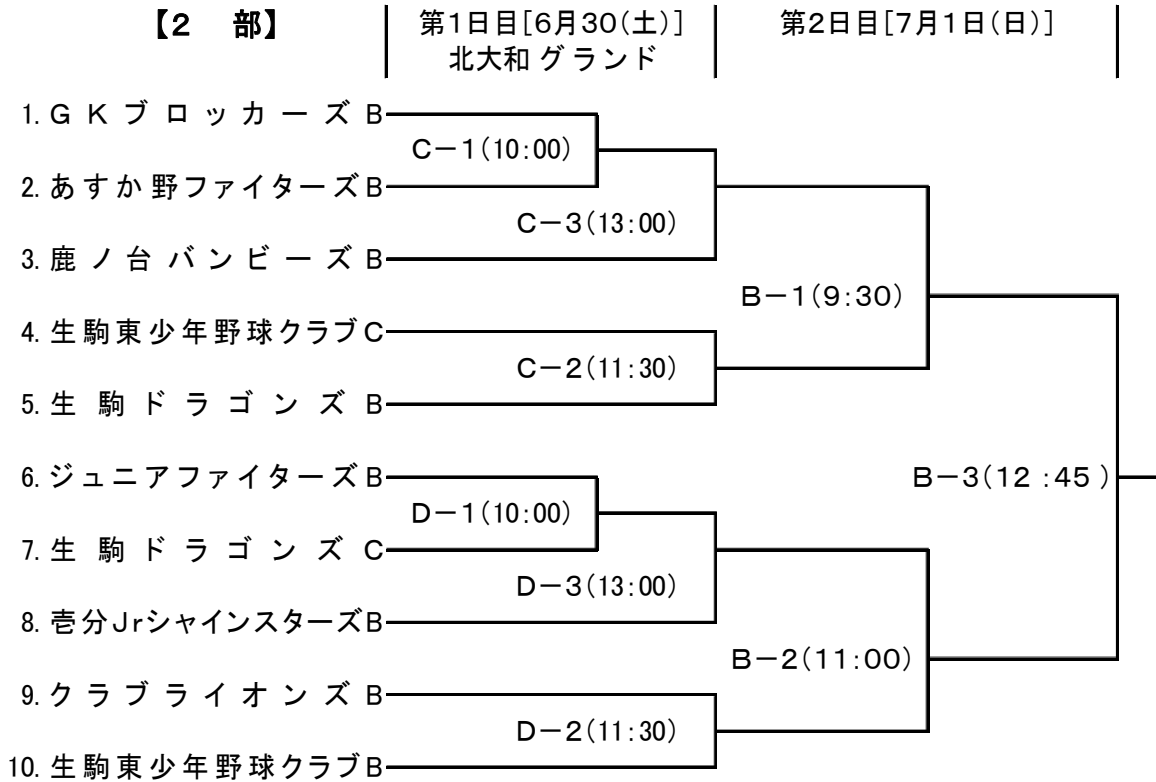 【2 部】 第1日目[6月30(土)] 第2日目[7月1日(日)]
北大和グランド
1. GKブロッカーズB
C－1(10:00)
2. あすか野ファイターズB
C－3(13:00)
3. 鹿ノ台バンビーズB
B－1(9:30)
4. 生駒東少年野球クラブC
C－2(11:30)
5. 生駒ドラゴンズB
6. ジュニアファイターズB
B－3(12:45)
D－1(10:00)
7. 生駒ドラゴンズC
D－3(13:00)
8. 壱分JrシャインスターズB
B－2(11:00)
9. クラブライオンズB
D－2(11:30)
10. 生駒東少年野球クラブB